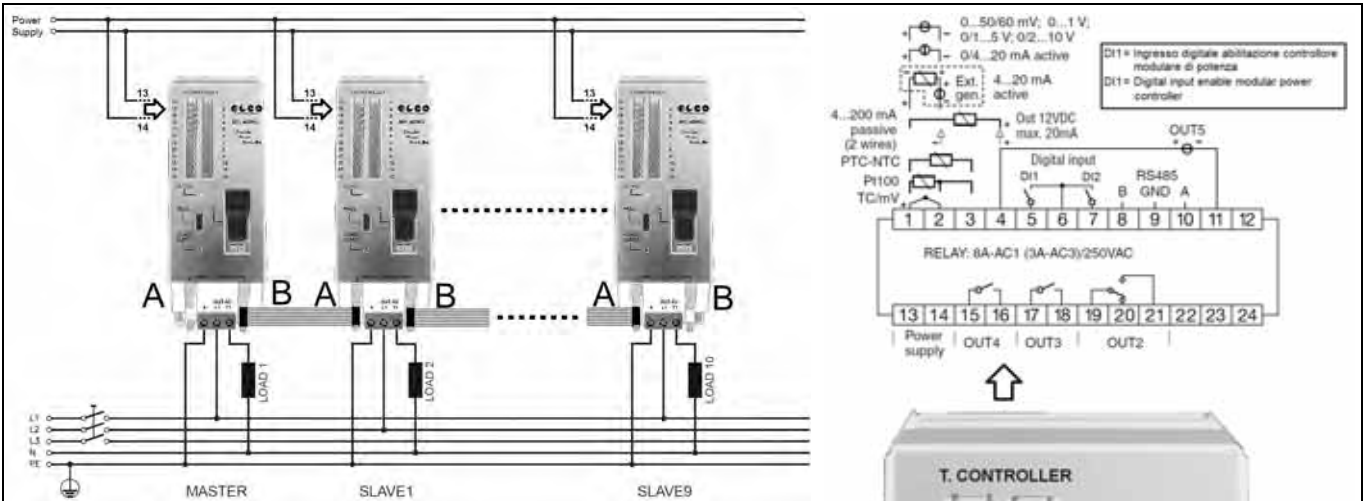 Power
Supply
13
14
13
14
13
14
CONTROLLER
ELCO
ELCO
ELCO
A
B
A
B
A
B
LOAD 1
LOAD 2
LOAD 10
L1
L2
L3
N
PE
MASTER
SLAVE1
SLAVE9
0...50/60 mV; 0...1 V;
0/1...5 V; 0/2...10 V
0/4...20 mA active
Ext. gen.
4...20 mA
active
4...200 mA
passive
(2 wires)
Out 12VDC
max. 20mA
PTC-NTC
Pt100
TC/mV
DI1= Ingresso digitale abilitazione controllore
modulare di potenza
DI1= Digital input enable modular power
controller
OUT5
Digital input
DI1 DI2
RS485
B GND A
1 2 3 4 5 6 7 8 9 10 11 12
RELAY: 8A-AC1 (3A-AC3)/250VAC
13 14 15 16 17 18 19 20 21 22 23 24
Power
supply
OUT4 OUT3 OUT2
T. CONTROLLER